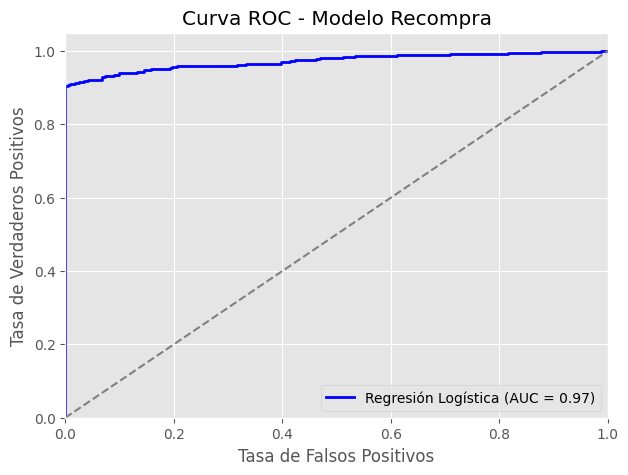 Curva ROC - Modelo Recompra
Tasa de Verdaderos Positivos
1.0
0.8
0.6
0.4
0.2
0.0
0.0 0.2 0.4 0.6 0.8 1.0
Tasa de Falsos Positivos
Regresión Logística (AUC = 0.97)